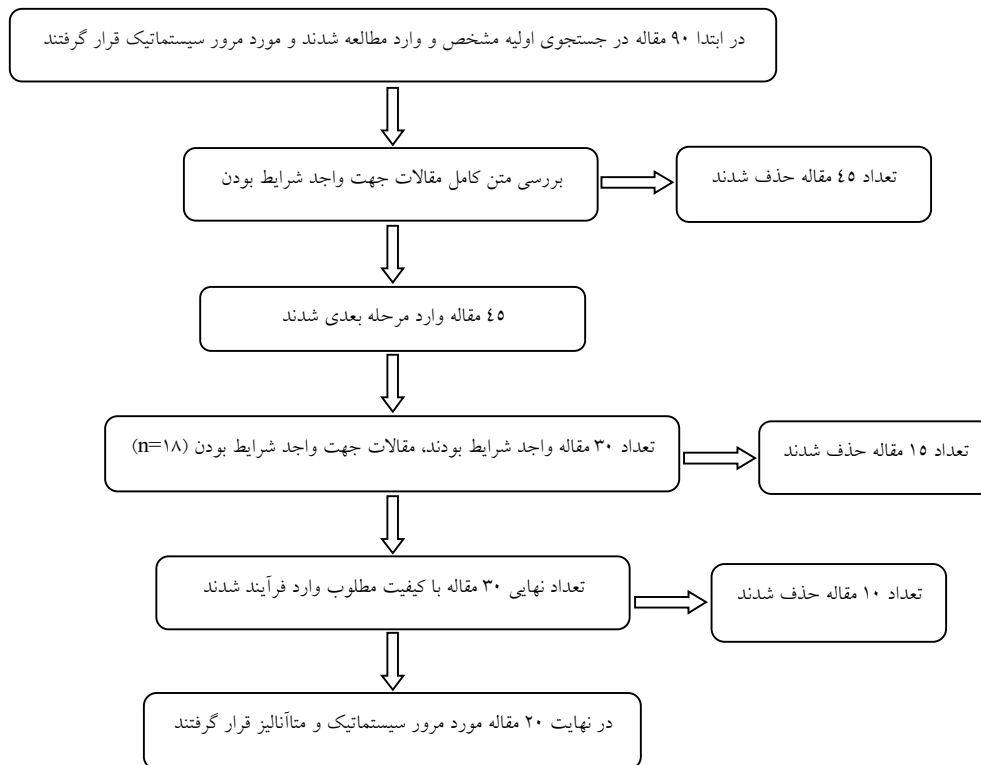 در ابتدا ۹۰ مقاله در جستجوی اولیه مشخص و وارد مطالعه شدند و مورد مرور سیستماتیک قرار گرفتند
بررسی متن کامل مقالات جهت واجد شرایط بودن
تعداد ٤٥ مقاله حذف شدند
٤٥ مقاله وارد مرحله بعدی شدند
تعداد ۳۰ مقاله واجد شرایط بودند، مقالات جهت واجد شرایط بودن (n=۱۸)
تعداد ۱٥ مقاله حذف شدند
تعداد نهایی ۳۰ مقاله با کیفیت مطلوب وارد فرآیند شدند
تعداد ۱۰ مقاله حذف شدند
در نهایت ۲۰ مقاله مورد مرور سیستماتیک و متاآنالیز قرار گرفتند